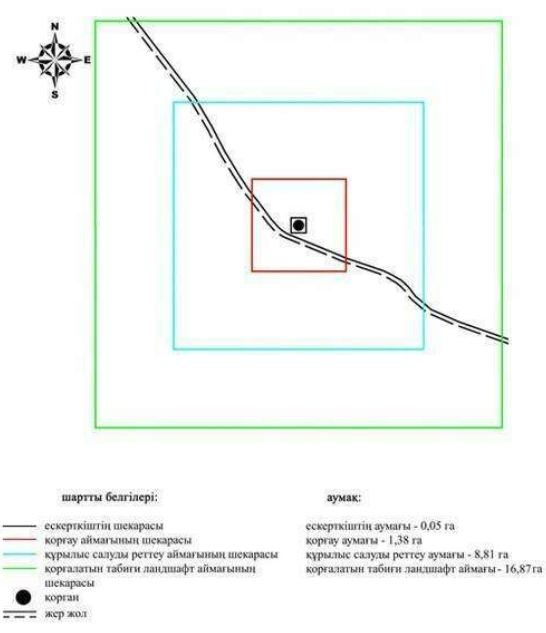 N
W E
S
шартты белгілері:
ескерткіштің шекарасы
қорғау аймағының шекарасы
құрылыс салуды реттеу аймағының шекарасы
қорғалатын табиғи ландшафт аймағының
шекарасы
қорған
жер жол
аумақ:
ескерткіштің аумағы - 0,05 га
қорғау аумағы - 1,38 га
құрылыс салуды реттеу аумағы - 8,81 га
қорғалатын табиғи ландшафт аймағы - 16,87га